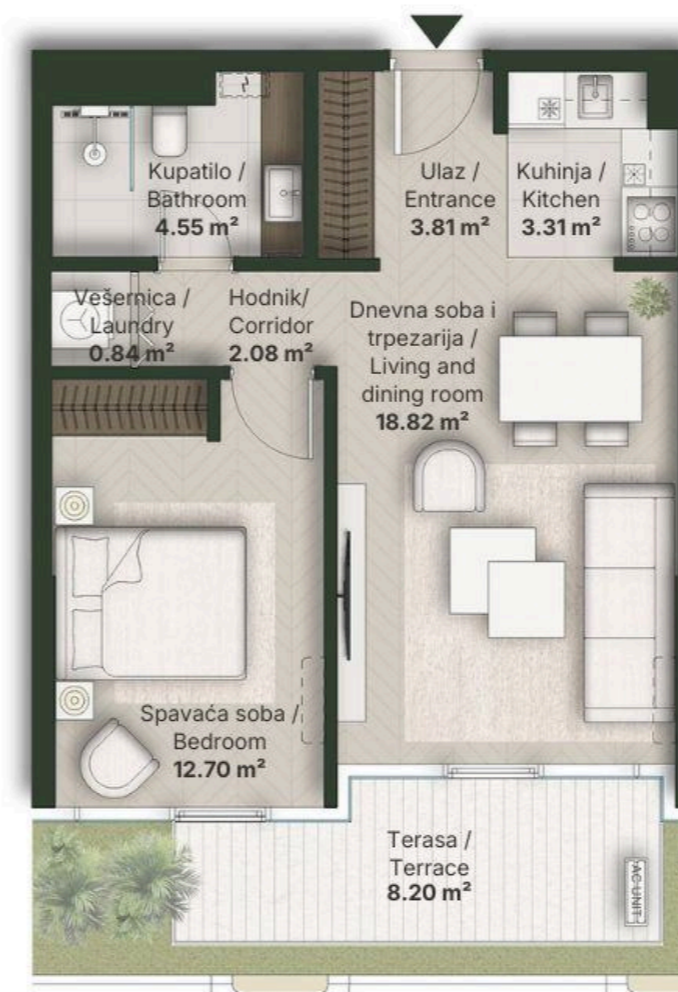 Kupatilo /
Bathroom
4.55 m²
Ulaz /
Entrance
3.81 m²
Kuhinja /
Kitchen
3.31 m²
Vešernica /
Laundry
0.84 m²
Hodnik/
Corridor
2.08 m²
Dnevna soba i
trpezarija /
Living and
dining room
18.82 m²
Spavaća soba /
Bedroom
12.70 m²
Terasa /
Terrace
8.20 m²
AC UNIT